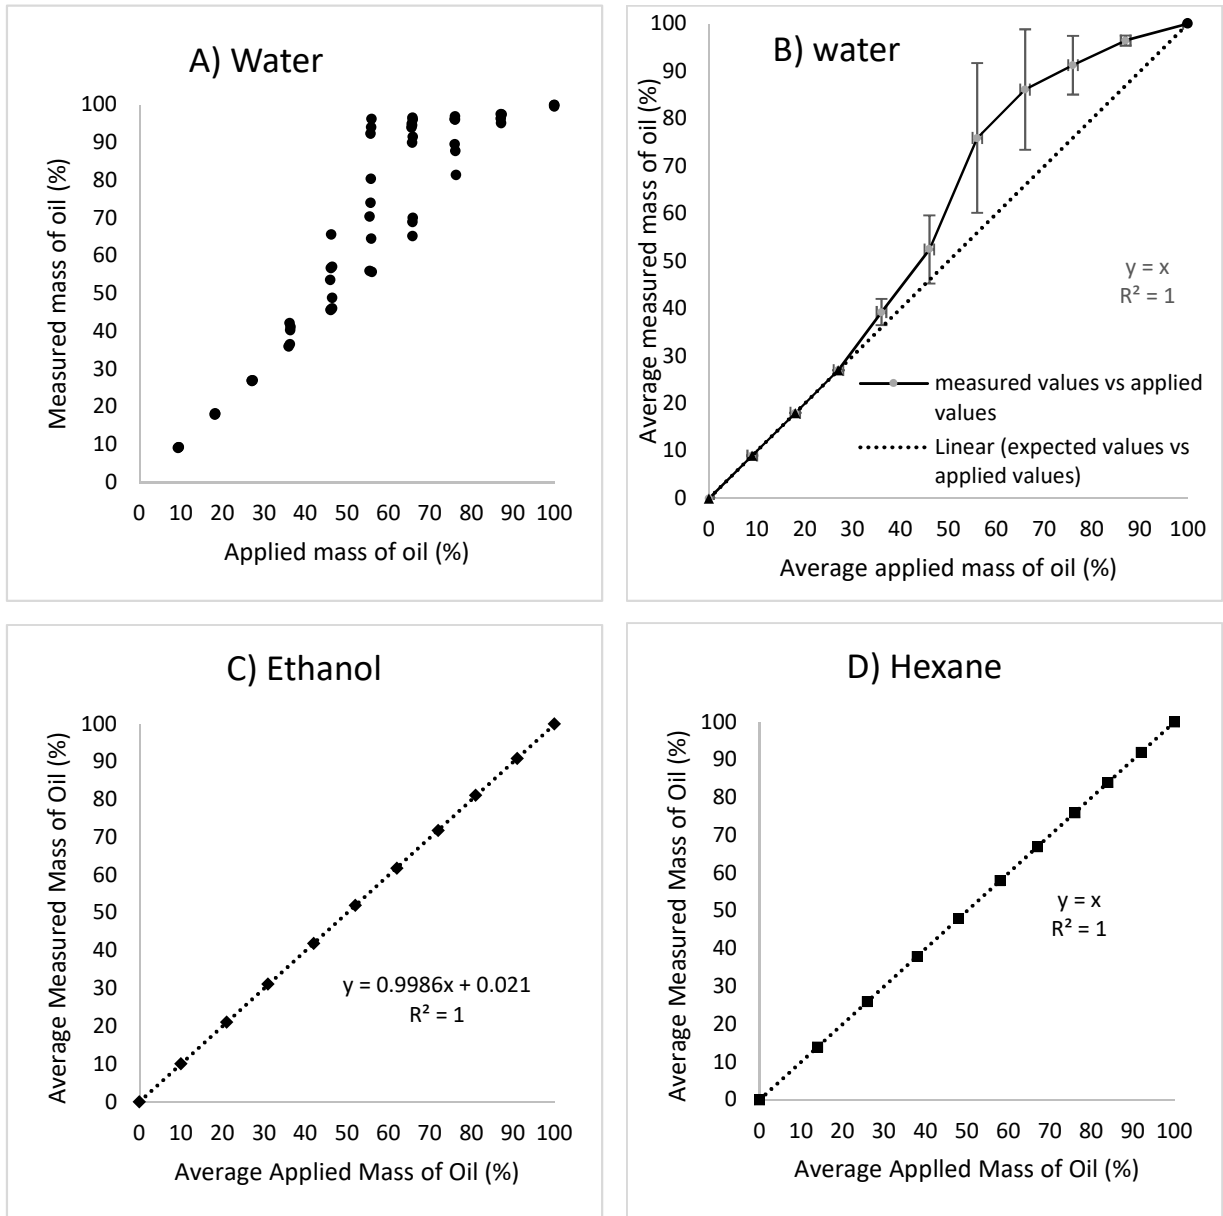 A) Water
Measured mass of oil (%)
100
90
80
70
60
50
40
30
20
10
0
0 10 20 30 40 50 60 70 80 90 100
Applied mass of oil (%)
B) water
Average measured mass of oil (%)
100
90
80
70
60
50
40
30
20
10
0
y = x
R² = 1
measured values vs applied
values
Linear (expected values vs
applied values)
0 10 20 30 40 50 60 70 80 90 100
Average applied mass of oil (%)
C) Ethanol
Average Measured Mass of Oil (%)
100
90
80
70
60
50
40
30
20
10
0
y = 0.9986x + 0.021
R² = 1
0 10 20 30 40 50 60 70 80 90 100
Average Applied Mass of Oil (%)
D) Hexane
Average Measured Mass of Oil (%)
100
90
80
70
60
50
40
30
20
10
0
y = x
R² = 1
0 10 20 30 40 50 60 70 80 90 100
Average Applled Mass of Oil (%)